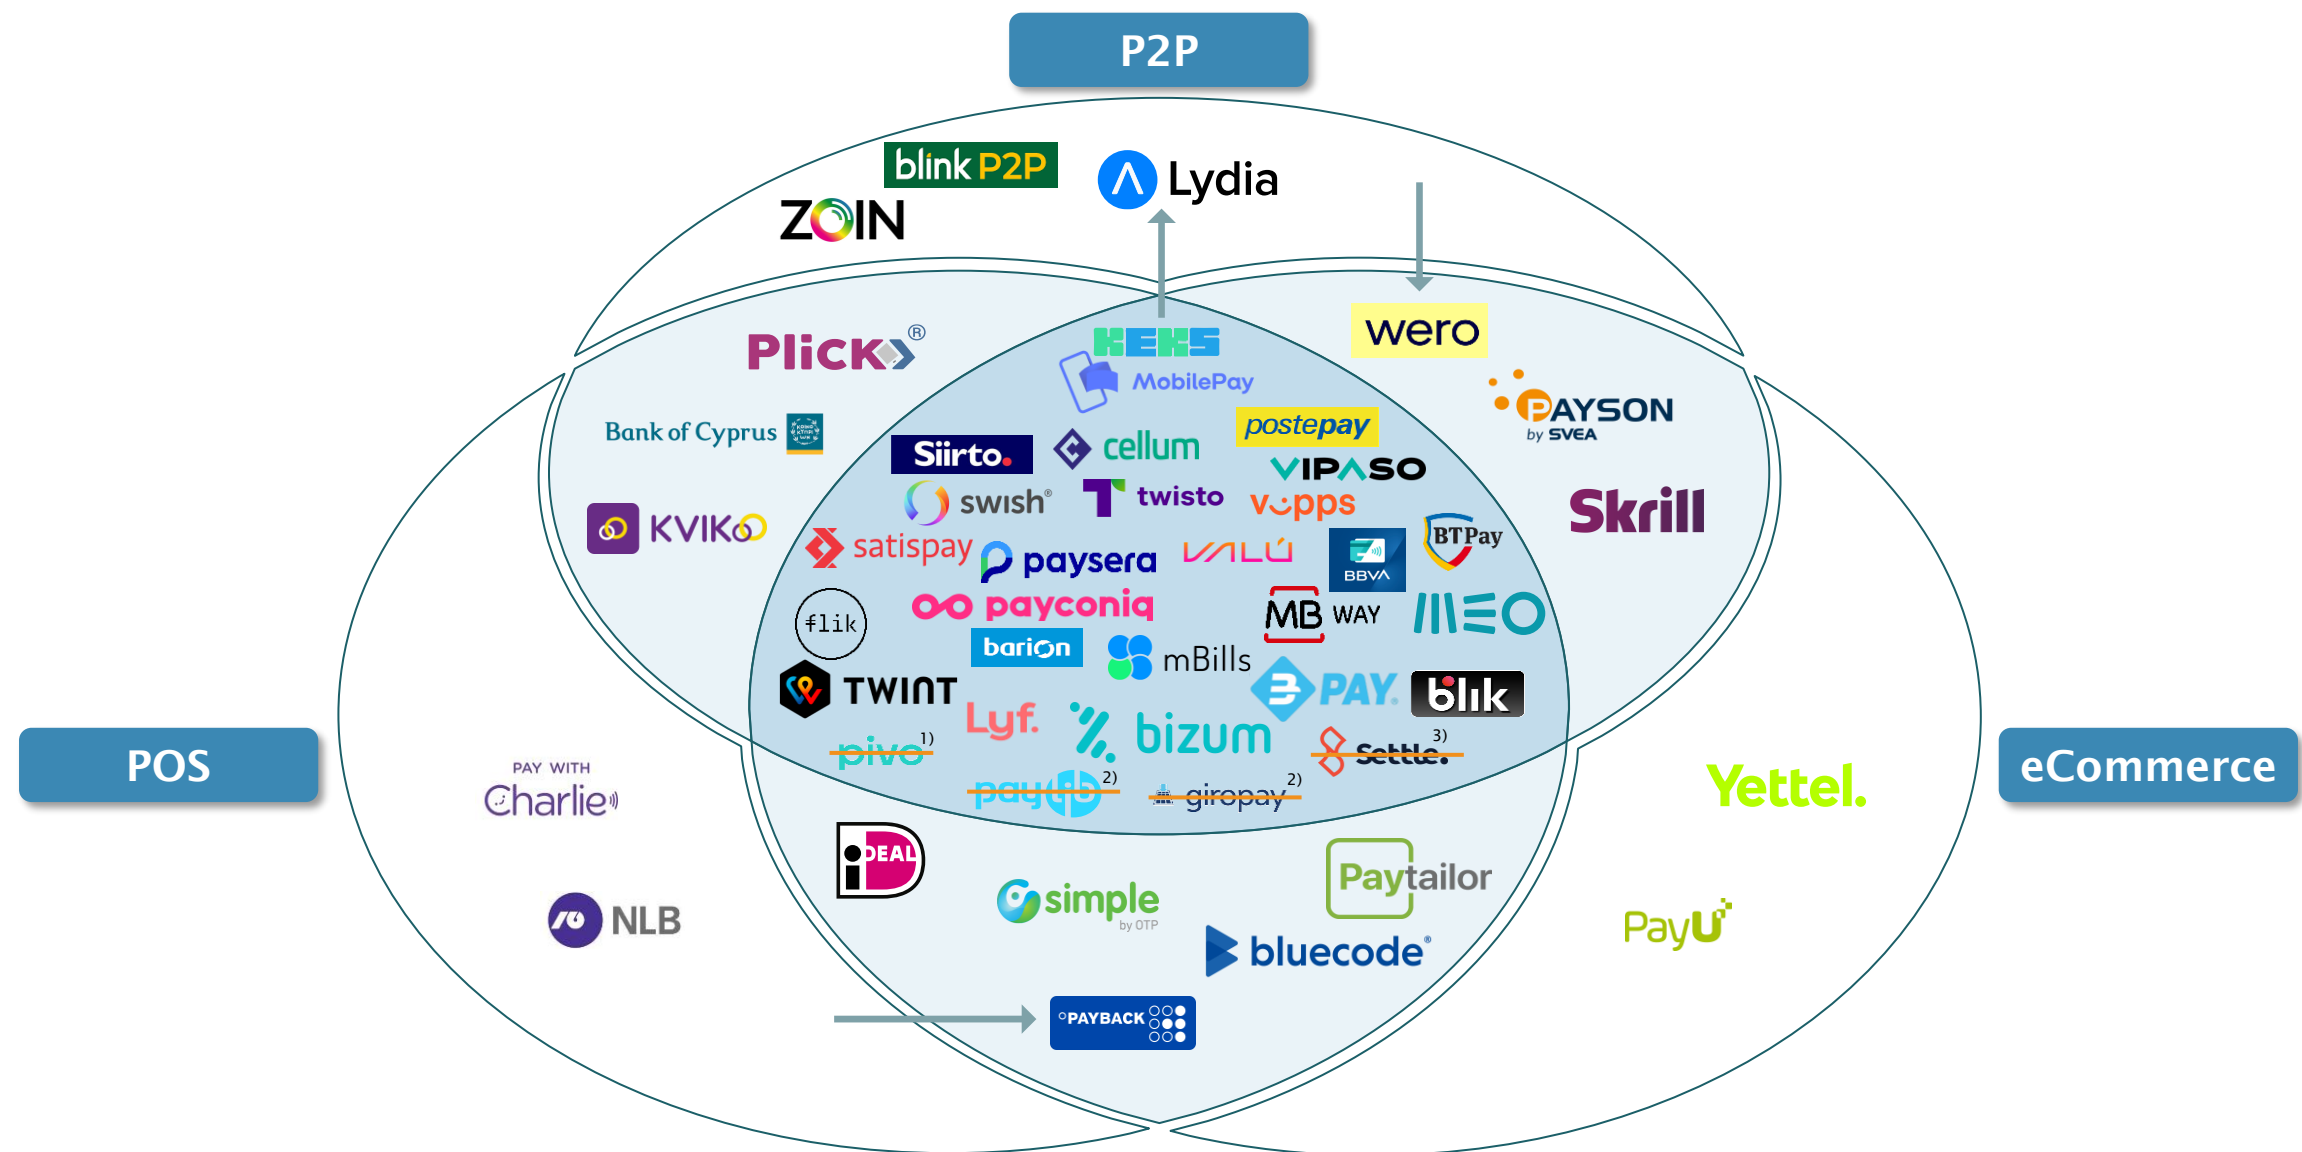 P2P
blink P2P
Lydia
ZOIN
PLiCK®
KEKS
wero
MobilePay
PAYSON
by SVEA
Bank of Cyprus
postepay
Siirto.
cellum
VIPASO
swish®
twisto
vipps
Skrill
KVIKOO
BTPay
satispay
paysera
VALÚ
BBVA
flik
payconiq
MB WAY
MEO
barion
mBills
TWINT
PAY.
blik
Lyf.
bizum
pivo 1)
Settle. 3)
POS
eCommerce
PAY WITH
Charlie
paylib 2)
giropay 2)
Yettel.
iDEAL
simple
by OTP
Paytailor
NLB
PayU
bluecode®
°PAYBACK